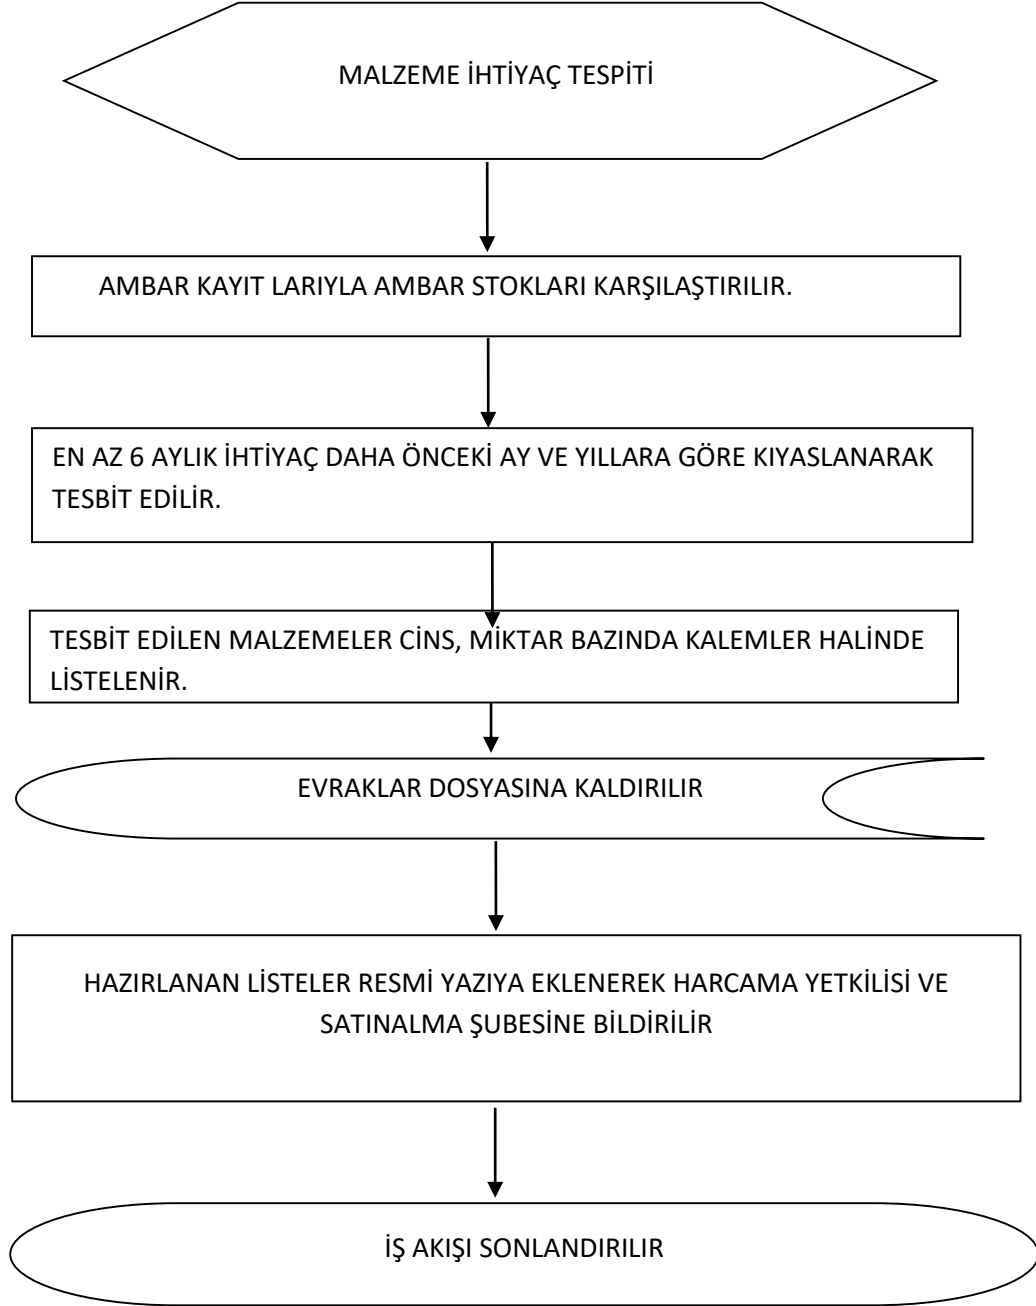 MALZEME İHTİYAÇ TESPİTİ
AMBAR KAYIT LARIYLA AMBAR STOKLARI KARŞILAŞTIRILIR.
EN AZ 6 AYLIK İHTİYAÇ DAHA ÖNCEKİ AY VE YILLARA GÖRE KIYASLANARAK
TESBİT EDİLİR.
TESBİT EDİLEN MALZEMELER CİNS, MİKTAR BAZINDA KALEMLER HALİNDE
LİSTELENİR.
EVRAKLAR DOSYASINA KALDIRILIR
HAZIRLANAN LİSTELER RESMİ YAZIYA EKLENEREK HARCAMA YETKİLİSİ VE
SATINALMA ŞUBESİNE BİLDİRİLİR
İŞ AKIŞI SONLANDIRILIR